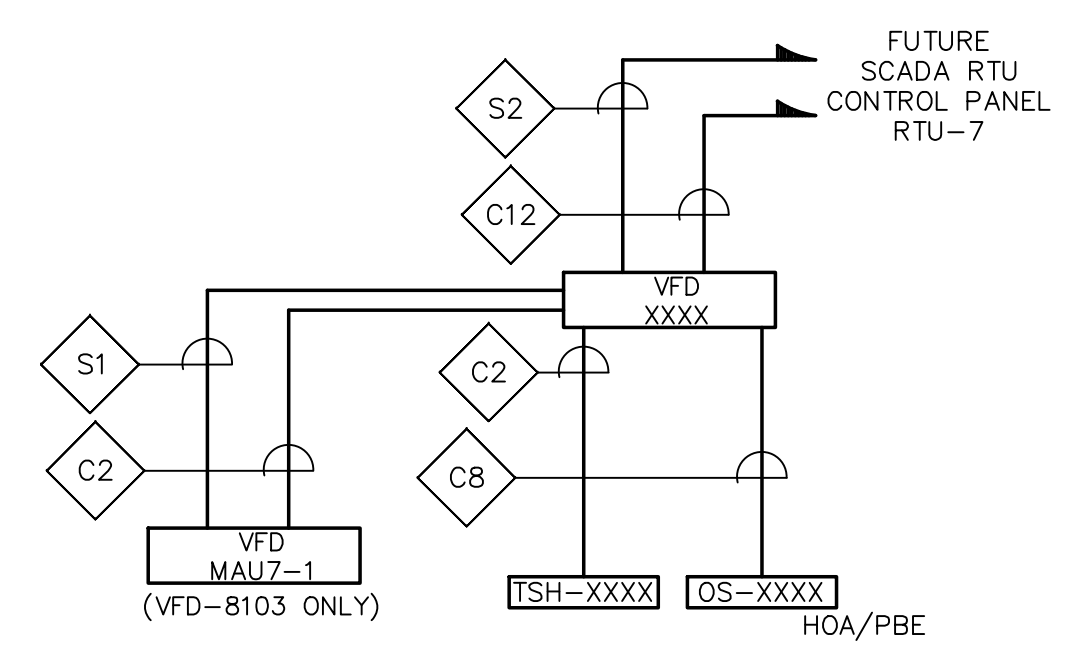 FUTURE
SCADA RTU
CONTROL PANEL
RTU-7
S2
C12
VFD
XXXX
S1
C2
C2
C8
VFD
MAU7-1
(VFD-8103 ONLY)
TSH-XXXX
OS-XXXX
HOA/PBE